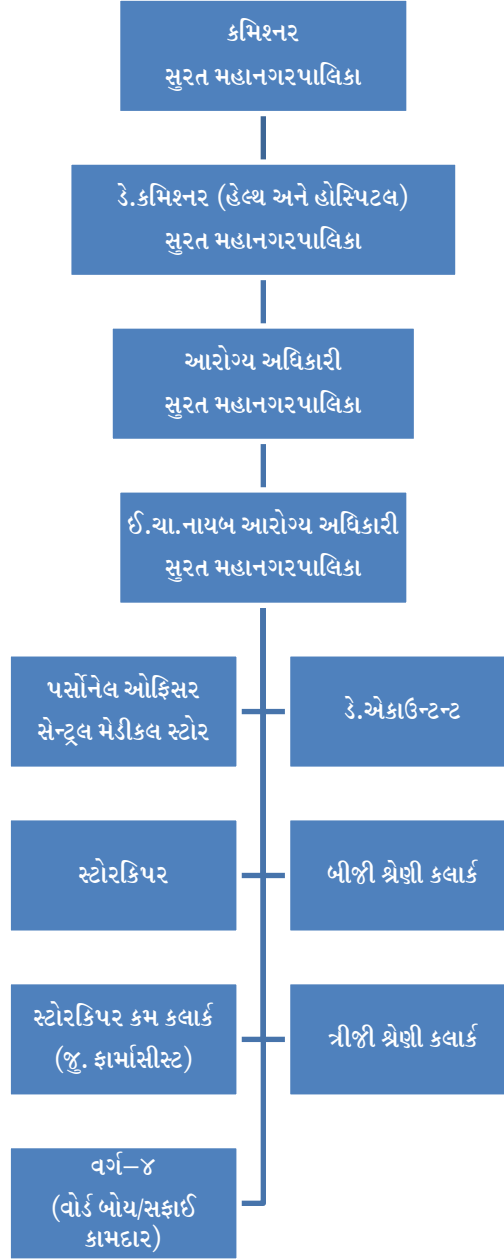 કમિશ્નર
સુરત મહાનગરપાલિકા
ડે.કમિશ્નર (હેલ્થ અને હોસ્પિટલ)
સુરત મહાનગરપાલિકા
આરોગ્ય અધિકારી
સુરત મહાનગરપાલિકા
ઈ.ચા.નાયબ આરોગ્ય અધિકારી
સુરત મહાનગરપાલિકા
પર્સોનેલ ઓફિસર
સેન્ટ્રલ મેડીકલ સ્ટોર
ડે.એકાઉન્ટન્ટ
સ્ટોરકિપર
બીજી શ્રેણી કલાર્ક
સ્ટોરકિપર કમ કલાર્ક
(જુ. ફાર્માસીસ્ટ)
ત્રીજી શ્રેણી કલાર્ક
વર્ગ–૪
(વોર્ડ બોય/સફાઈ
કામદાર)